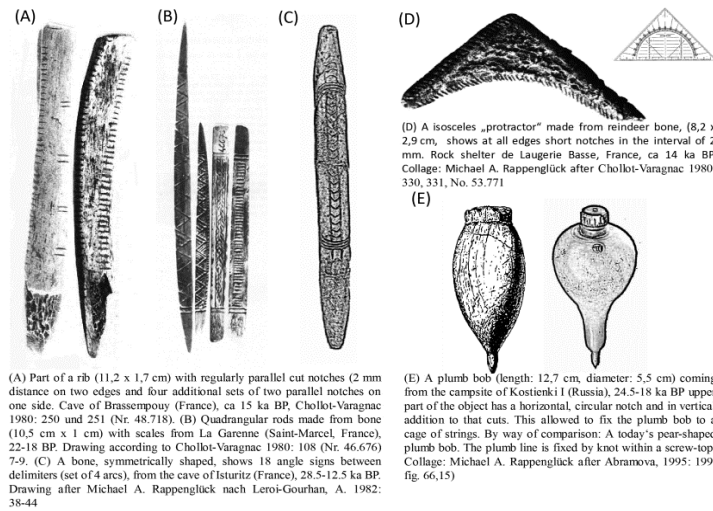 (A)
(B)
(C)
(D)
(D) A isosceles „protractor“ made from reindeer bone, (8,2 x
2,9 cm, shows at all edges short notches in the interval of 2
mm. Rock shelter de Laugerie Basse, France, ca 14 ka BP
Collage: Michael A. Rappenglück after Chollot-Varagnac 1980
330, 331, No. 53.771
(E)
(A) Part of a rib (11,2 x 1,7 cm) with regularly parallel cut notches (2 mm
distance on two edges and four additional sets of two parallel notches on
one side. Cave of Brassempouy (France), ca 15 ka BP, Chollot-Varagnac
1980: 250 und 251 (Nr. 48.718). (B) Quadrangular rods made from bone
(10,5 cm x 1 cm) with scales from La Garenne (Saint-Marcel, France),
22-18 BP. Drawing according to Chollot-Varagnac 1980: 108 (Nr. 46.676)
7-9. (C) A bone, symmetrically shaped, shows 18 angle signs between
delimiters (set of 4 arcs), from the cave of Isturitz (France), 28.5-12.5 ka BP.
Drawing after Michael A. Rappenglück nach Leroi-Gourhan, A. 1982:
38-44
(E) A plumb bob (length: 12,7 cm, diameter: 5,5 cm) coming
from the campsite of Kostienki I (Russia), 24.5-18 ka BP upper
part of the object has a horizontal, circular notch and in vertica
addition to that cuts. This allowed to fix the plumb bob to a
cage of strings. By way of comparison: A today‘s pear-shaped
plumb bob. The plumb line is fixed by knot within a screw-top
Collage: Michael A. Rappenglück after Abramova, 1995: 199
fig. 66,15)